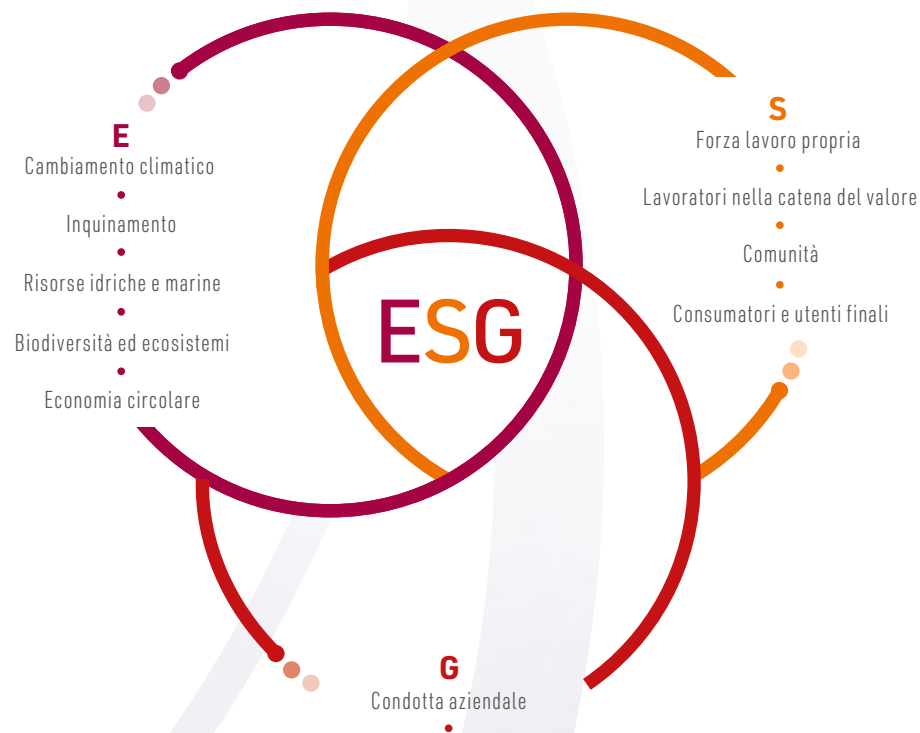 E
Cambiamento climatico
Inquinamento
Risorse idriche e marine
Biodiversità ed ecosistemi
Economia circolare
S
Forza lavoro propria
Lavoratori nella catena del valore
Comunità
Consumatori e utenti finali
ESG
G
Condotta aziendale